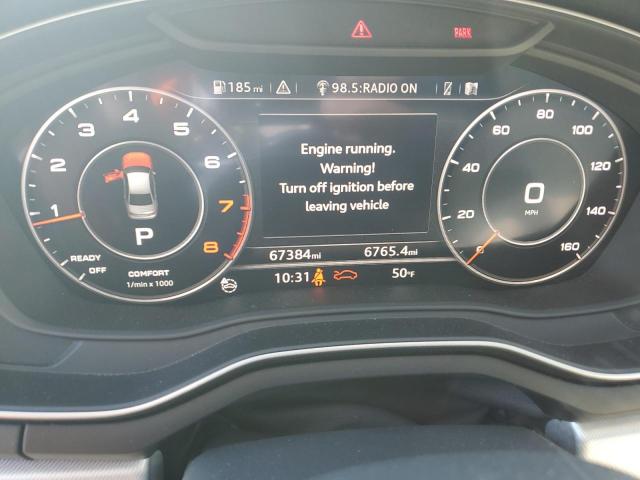 PARK
185 mi 98.5:RADIO ON
1 2 3 4 5 6 7 8
READY
OFF
P
COMFORT
1/min x 1000
Engine running.
Warning!
Turn off ignition before
leaving vehicle
67384mi 6765.4mi
10:31 50°F
0 20 40 60 80 100 120 140 160
0
MPH